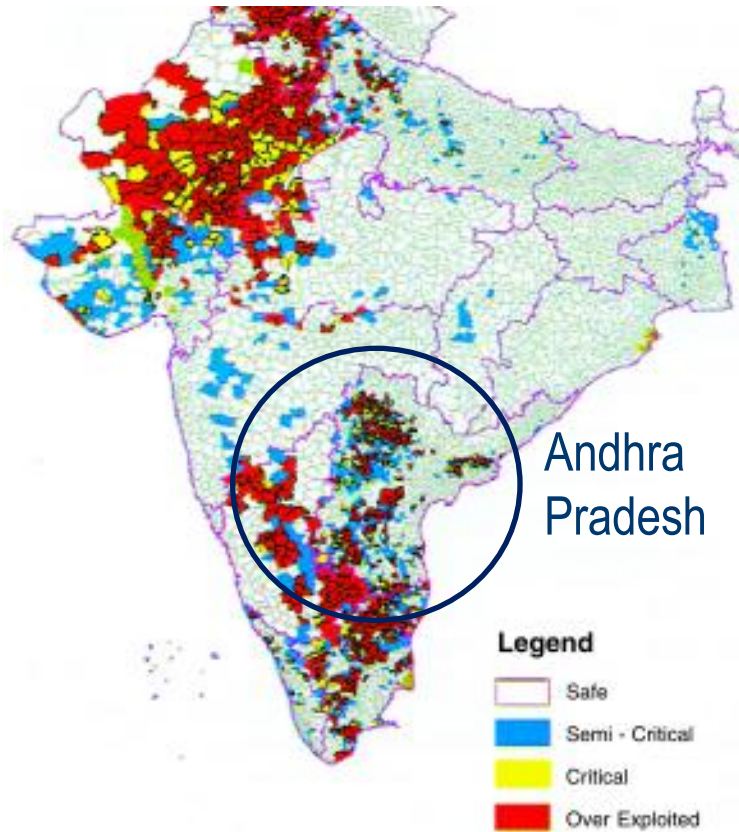 Andhra
Pradesh
Legend
Safe
Semi - Critical
Critical
Over Exploited